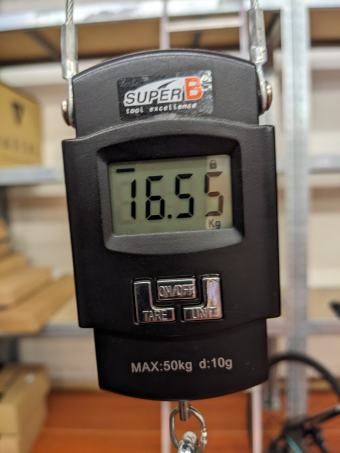 SUPER B
tool excellence
16.55
Kg
ON/OFF
TARE UNIT
MAX:50kg d:10g